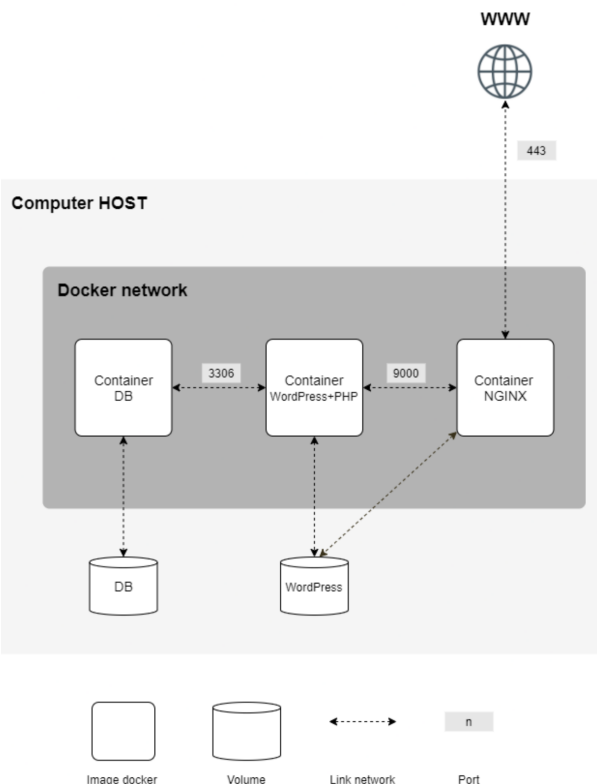 WWW
443
Computer HOST
Docker network
3306
9000
Container
DB
Container
WordPress+PHP
Container
NGINX
DB
WordPress
n
Image docker
Volume
Link network
Port